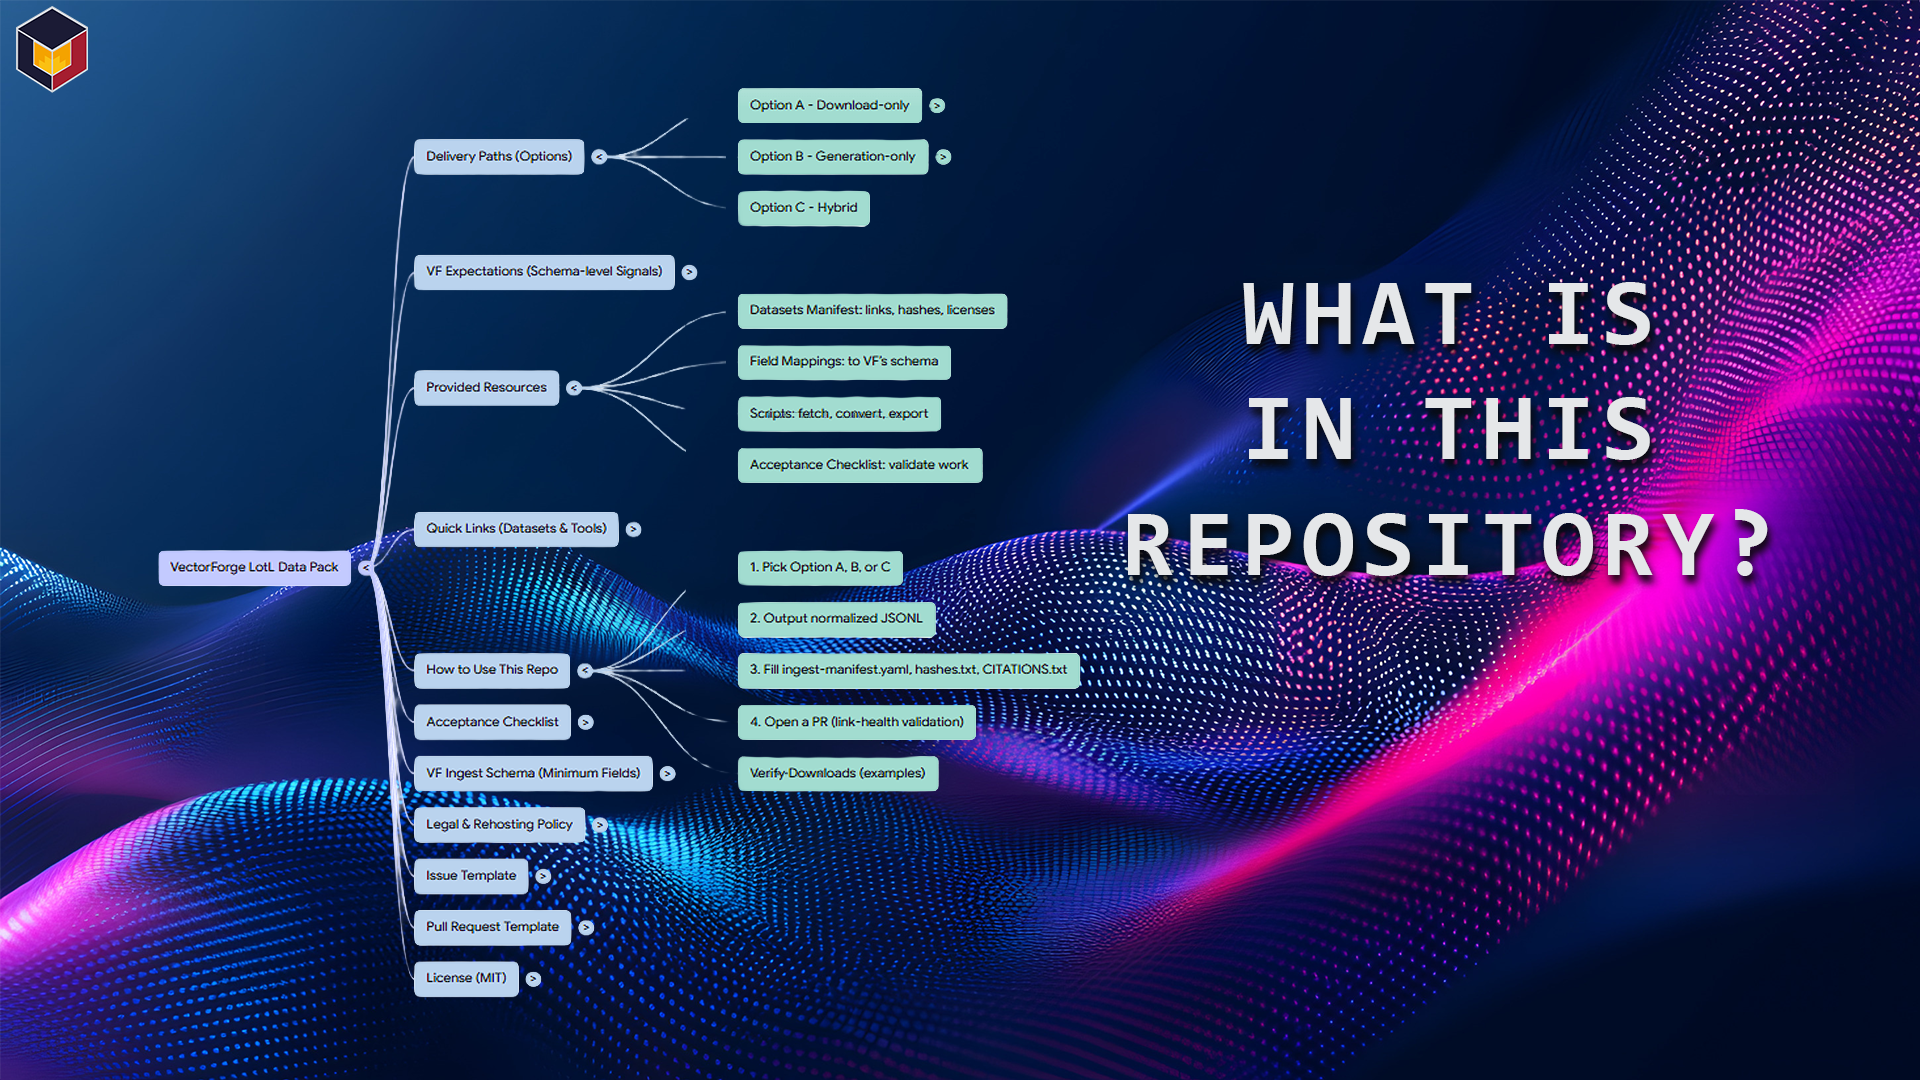 VectorForge LotL Data Pack
<
Delivery Paths (Options)
<
Option A - Download-only
>
Option B - Generation-only
>
Option C - Hybrid
VF Expectations (Schema-level Signals)
>
Provided Resources
<
Datasets Manifest: links, hashes, licenses
Field Mappings: to VF's schema
Scripts: fetch, convert, export
Acceptance Checklist: validate work
Quick Links (Datasets & Tools)
>
How to Use This Repo
<
1. Pick Option A, B, or C
2. Output normalized JSONL
3. Fill ingest-manifest.yaml, hashes.txt, CITATIONS.txt
4. Open a PR (link-health validation)
Verify-Downloads (examples)
Acceptance Checklist
>
VF Ingest Schema (Minimum Fields)
>
Legal & Rehosting Policy
>
Issue Template
>
Pull Request Template
>
License (MIT)
>
WHAT IS
IN THIS
REPOSITORY?